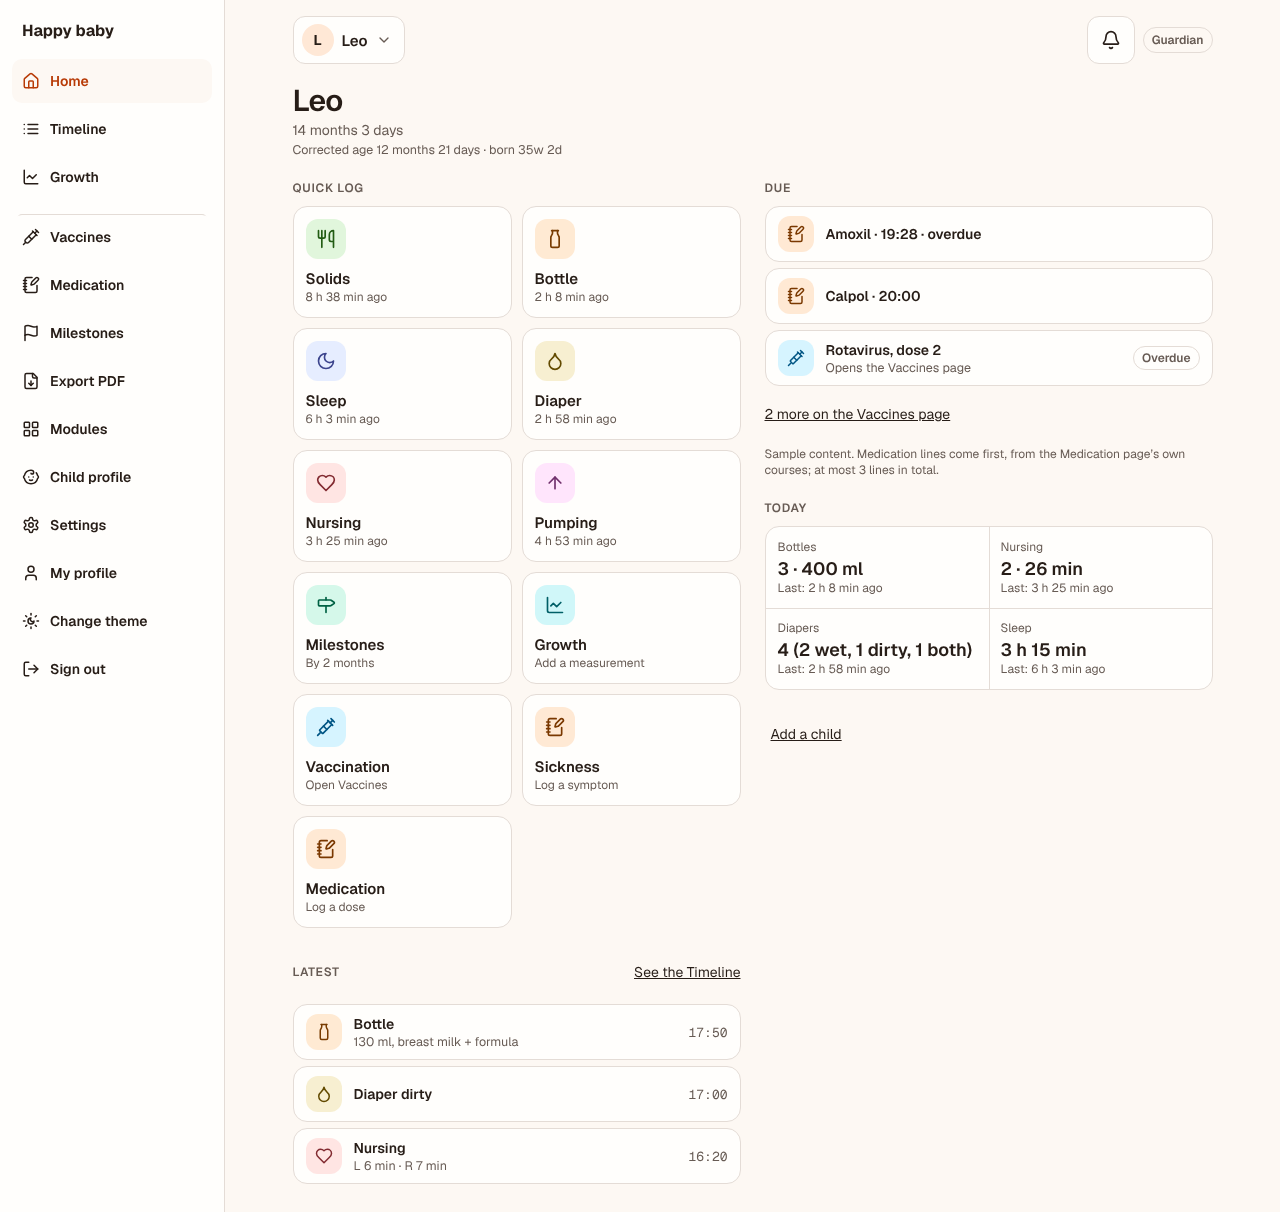 Happy baby
Home
Timeline
Growth
Vaccines
Medication
Milestones
Export PDF
Modules
Child profile
Settings
My profile
Change theme
Sign out
L Leo
Guardian
Leo
14 months 3 days
Corrected age 12 months 21 days · born 35w 2d
QUICK LOG
Solids
8 h 38 min ago
Bottle
2 h 8 min ago
Sleep
6 h 3 min ago
Diaper
2 h 58 min ago
Nursing
3 h 25 min ago
Pumping
4 h 53 min ago
Milestones
By 2 months
Growth
Add a measurement
Vaccination
Open Vaccines
Sickness
Log a symptom
Medication
Log a dose
LATEST
See the Timeline
Bottle
130 ml, breast milk + formula
17:50
Diaper dirty
17:00
Nursing
L 6 min · R 7 min
16:20
DUE
Amoxil · 19:28 · overdue
Calpol · 20:00
Rotavirus, dose 2
Opens the Vaccines page
Overdue
2 more on the Vaccines page
Sample content. Medication lines come first, from the Medication page's own
courses; at most 3 lines in total.
TODAY
Bottles
3 · 400 ml
Last: 2 h 8 min ago
Nursing
2 · 26 min
Last: 3 h 25 min ago
Diapers
4 (2 wet, 1 dirty, 1 both)
Last: 2 h 58 min ago
Sleep
3 h 15 min
Last: 6 h 3 min ago
Add a child